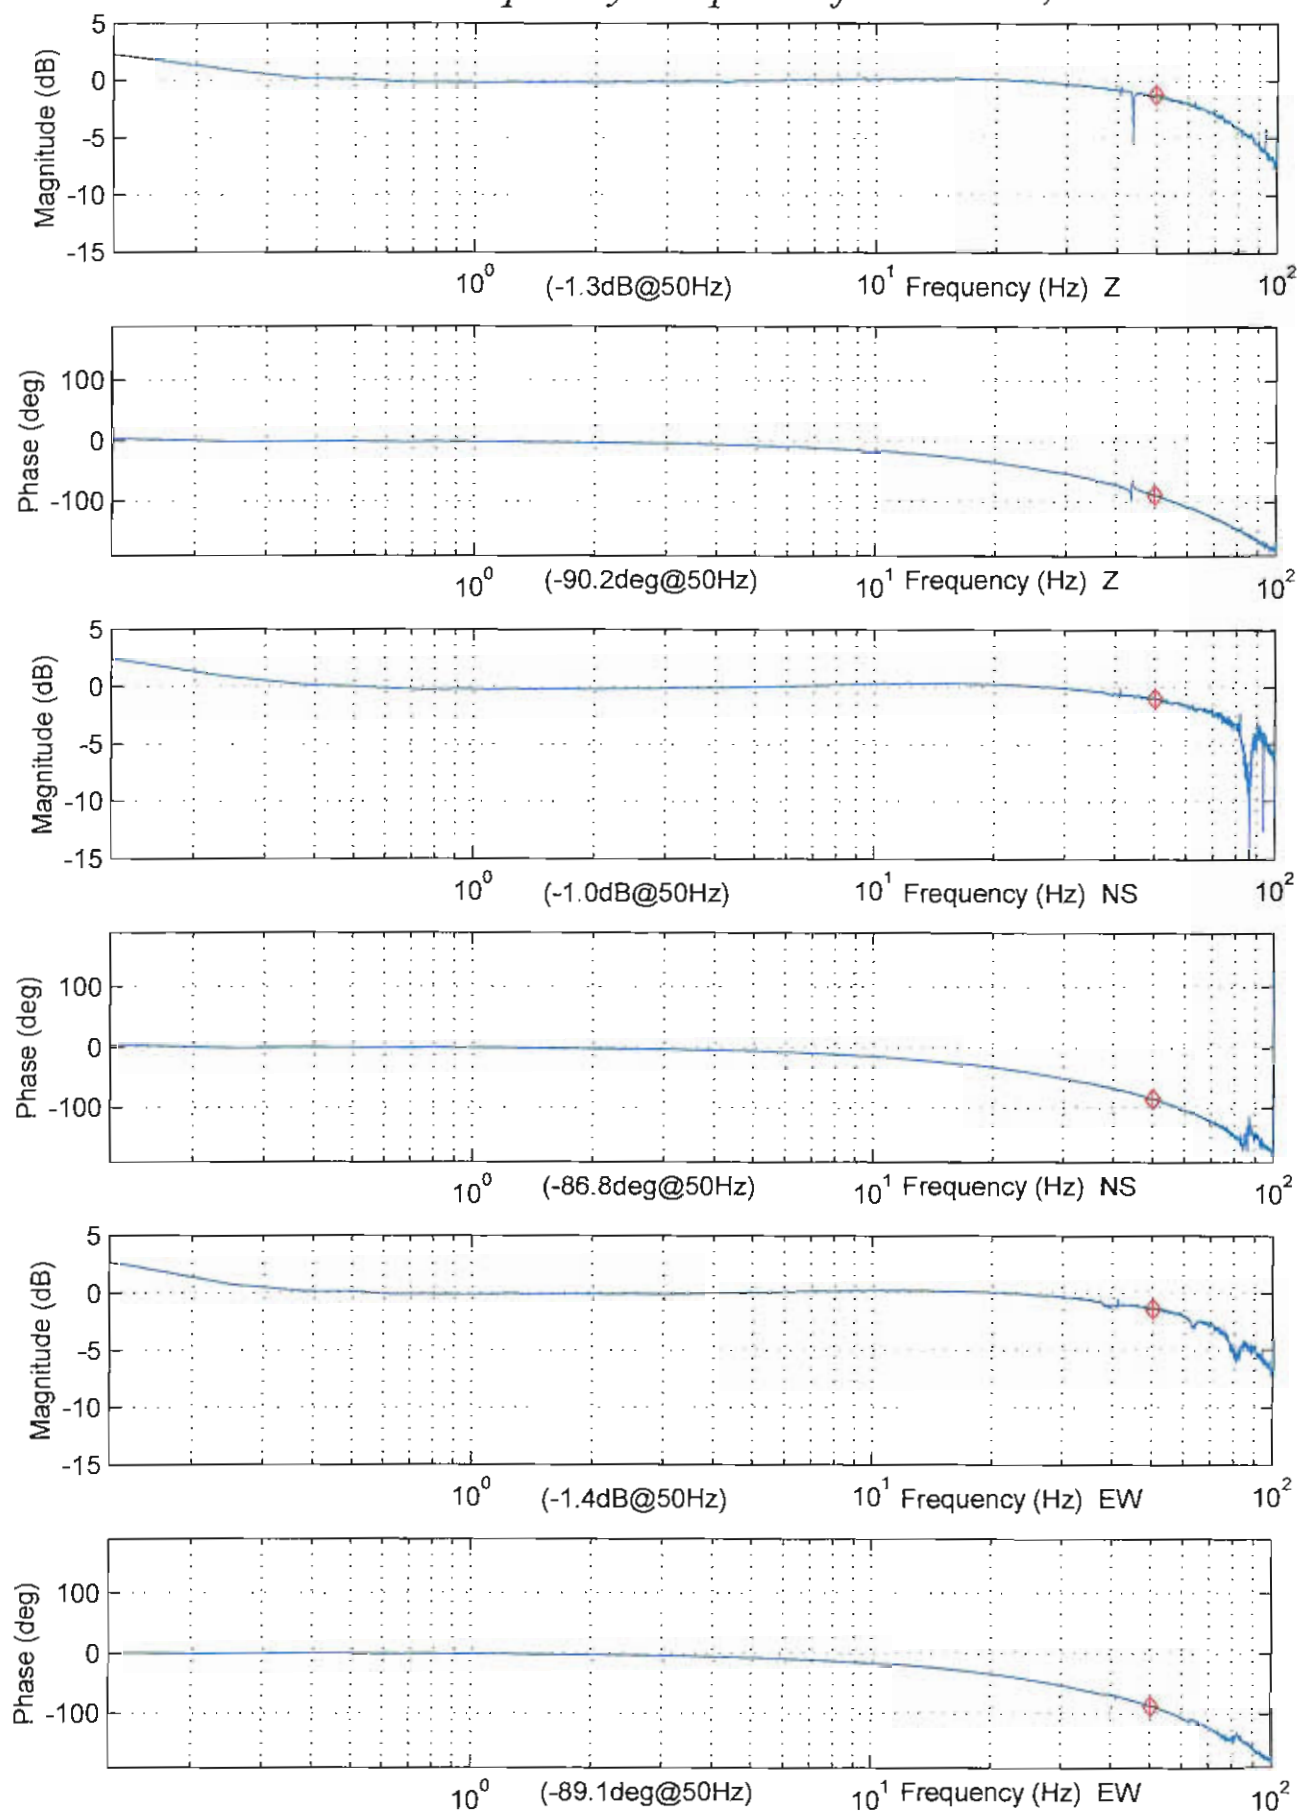 5
0
-5
-10
-15
Magnitude (dB)
10^0 (-1.3dB@50Hz) 10^1 Frequency (Hz) Z 10^2
100
0
-100
Phase (deg)
10^0 (-90.2deg@50Hz) 10^1 Frequency (Hz) Z 10^2
5
0
-5
-10
-15
Magnitude (dB)
10^0 (-1.0dB@50Hz) 10^1 Frequency (Hz) NS 10^2
100
0
-100
Phase (deg)
10^0 (-86.8deg@50Hz) 10^1 Frequency (Hz) NS 10^2
5
0
-5
-10
-15
Magnitude (dB)
10^0 (-1.4dB@50Hz) 10^1 Frequency (Hz) EW 10^2
100
0
-100
Phase (deg)
10^0 (-89.1deg@50Hz) 10^1 Frequency (Hz) EW 10^2